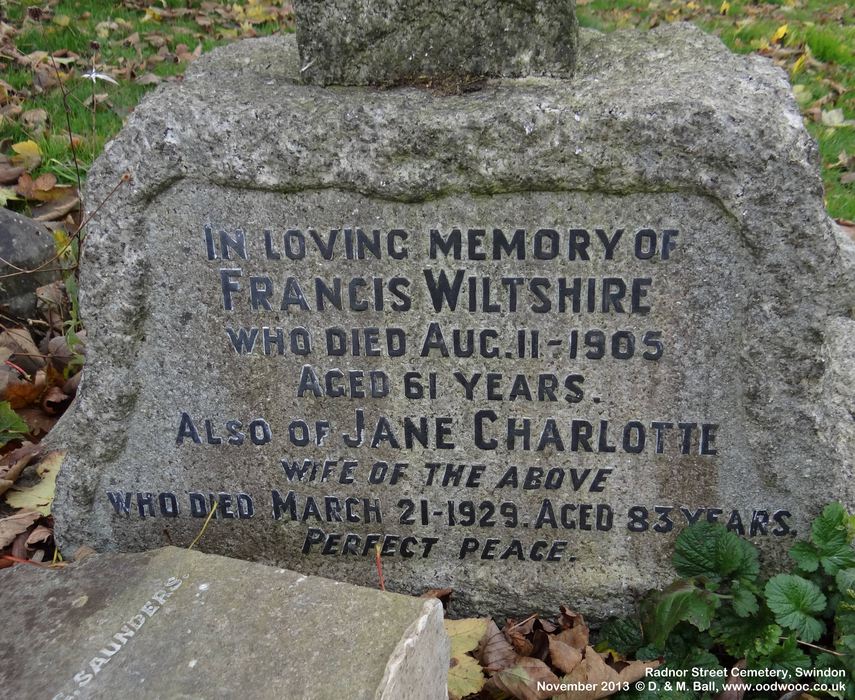 IN LOVING MEMORY OF
FRANCIS WILTSHIRE
WHO DIED AUG. 11 - 1905
AGED 61 YEARS.
ALSO OF JANE CHARLOTTE
WIFE OF THE ABOVE
WHO DIED MARCH 21 - 1929. AGED 83 YEARS.
PERFECT PEACE.
SAUNDERS.
Radnor Street Cemetery, Swindon
November 2013 © D. & M. Ball, www.oodwooc.co.uk